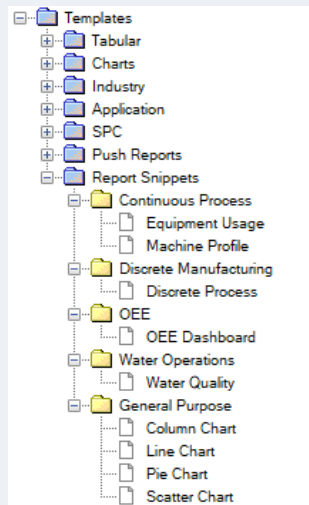 Templates
Tabular
Charts
Industry
Application
SPC
Push Reports
Report Snippets
Continuous Process
Equipment Usage
Machine Profile
Discrete Manufacturing
Discrete Process
OEE
OEE Dashboard
Water Operations
Water Quality
General Purpose
Column Chart
Line Chart
Pie Chart
Scatter Chart